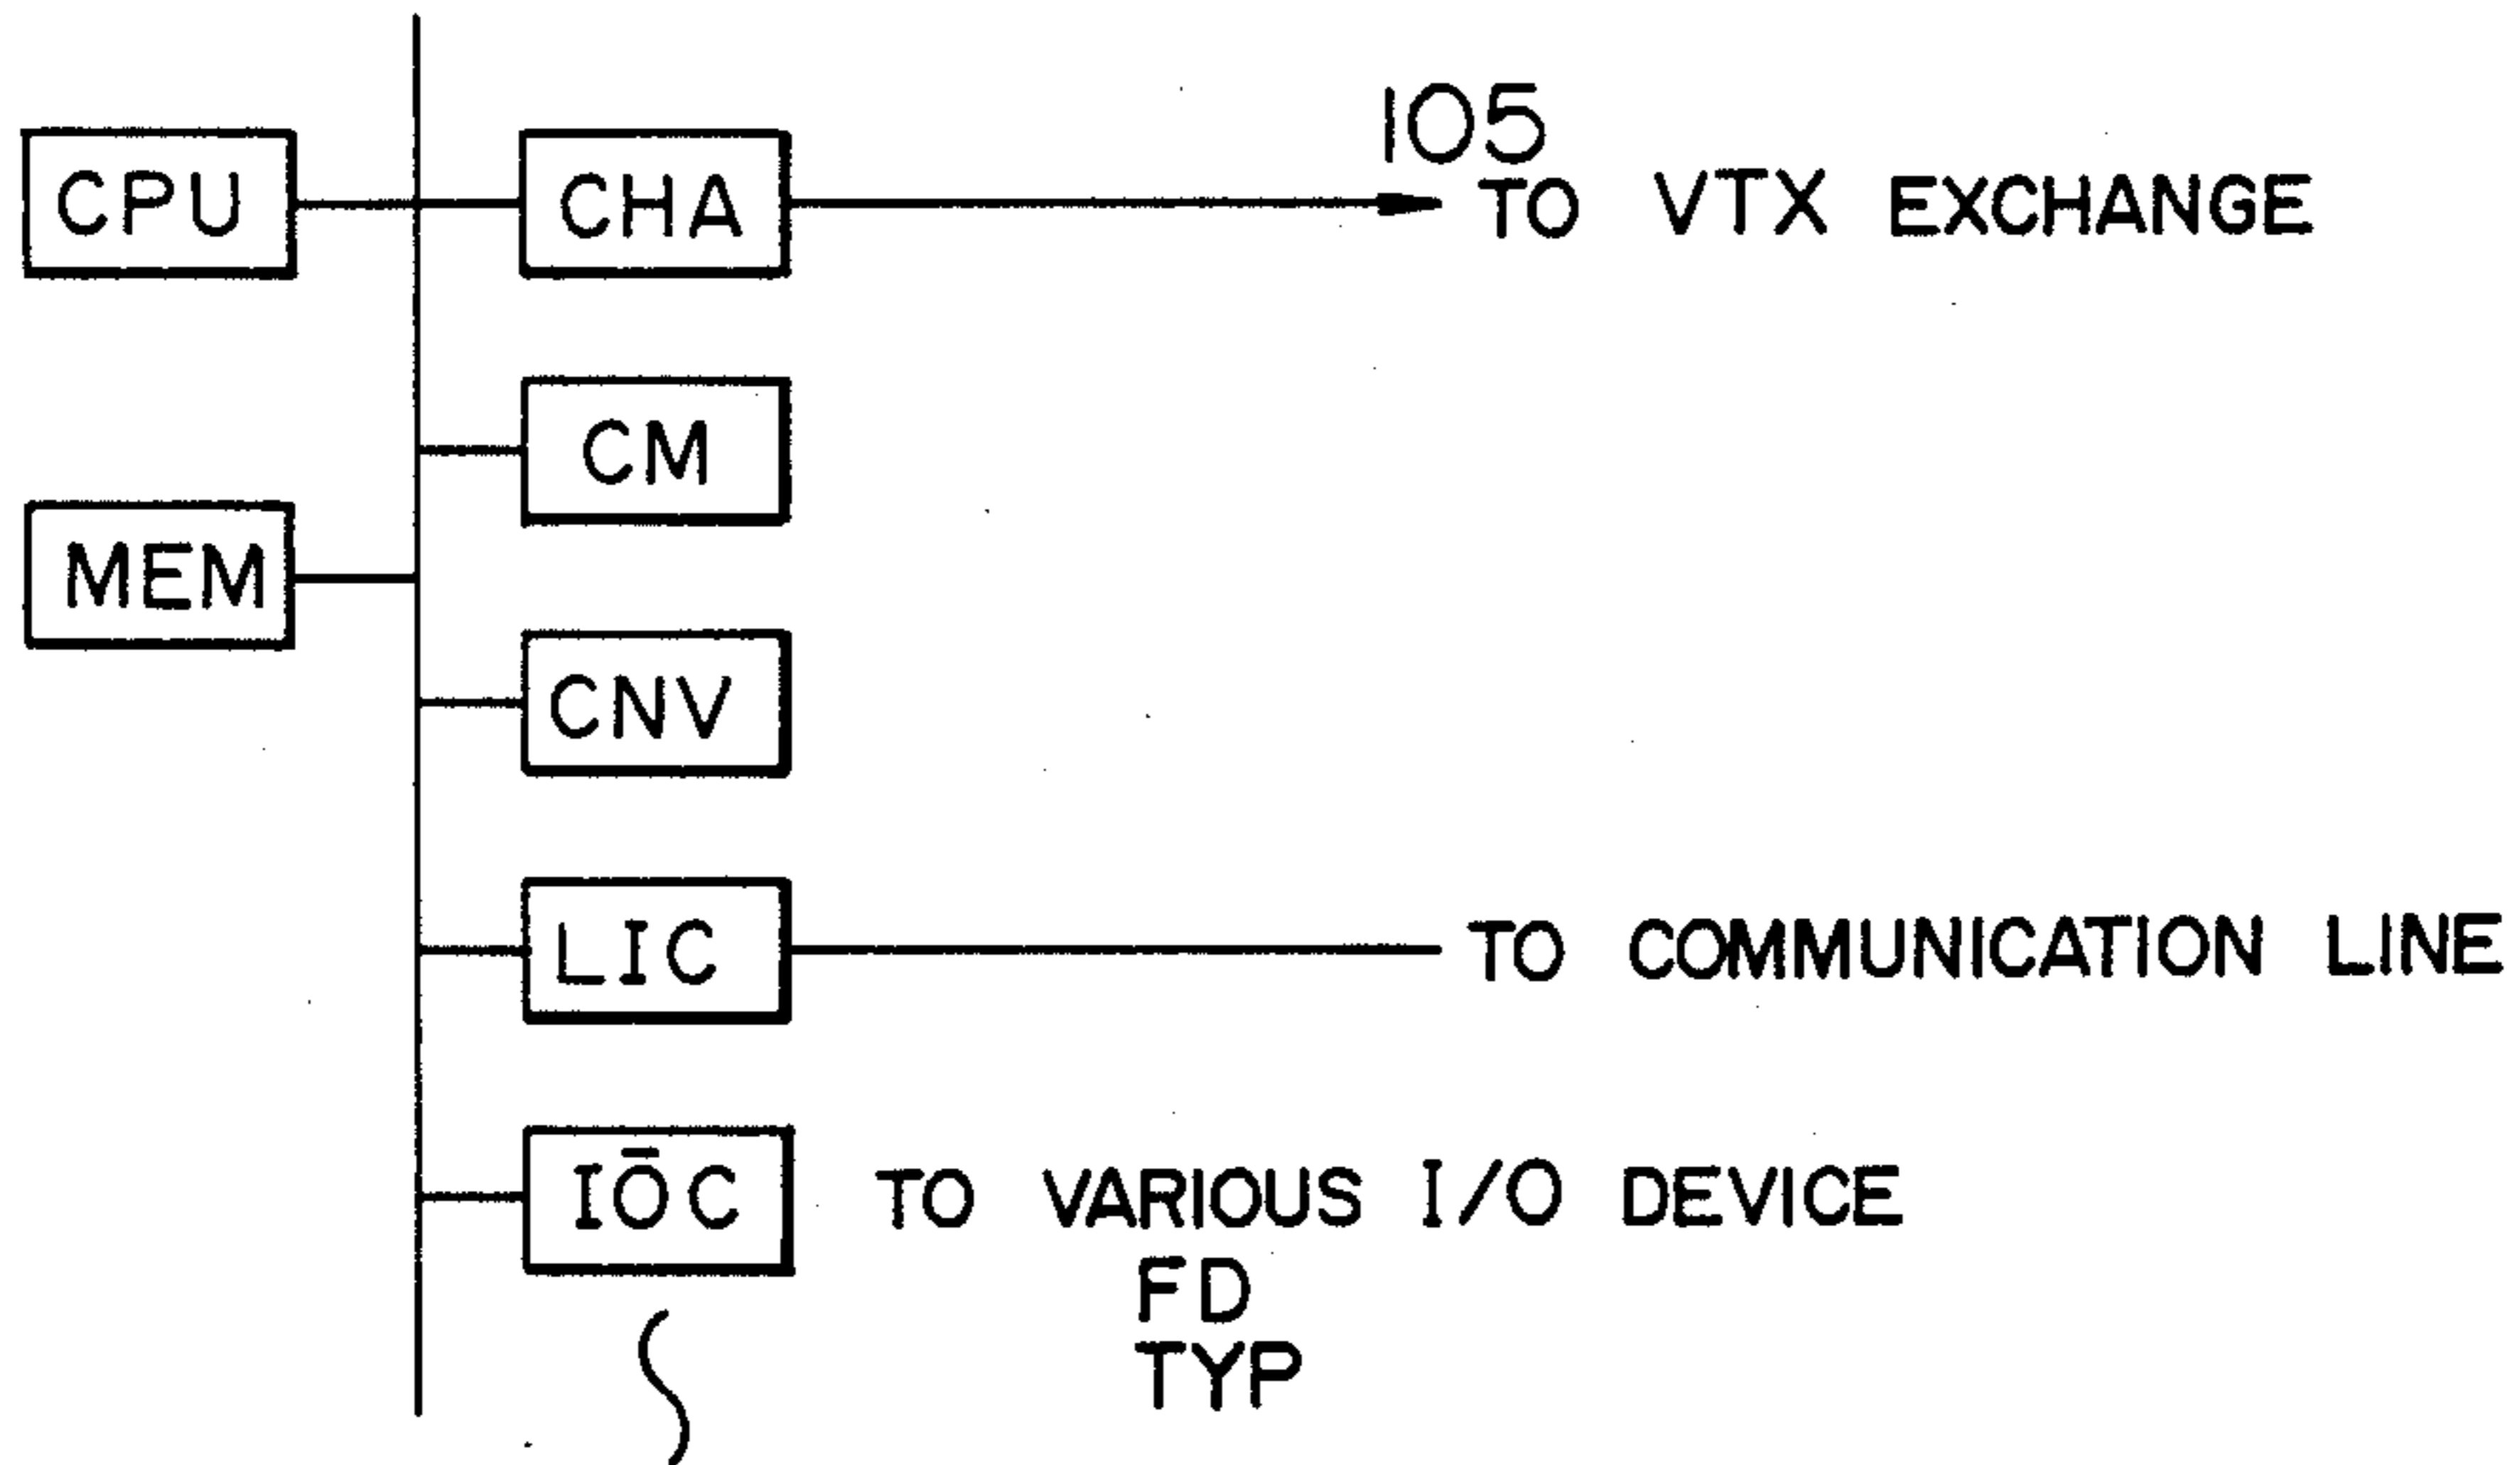 105
CPU CHA TO VTX EXCHANGE
CM
MEM
CNV
LIC TO COMMUNICATION LINE
IŌC TO VARIOUS I/O DEVICE
FD
TYP